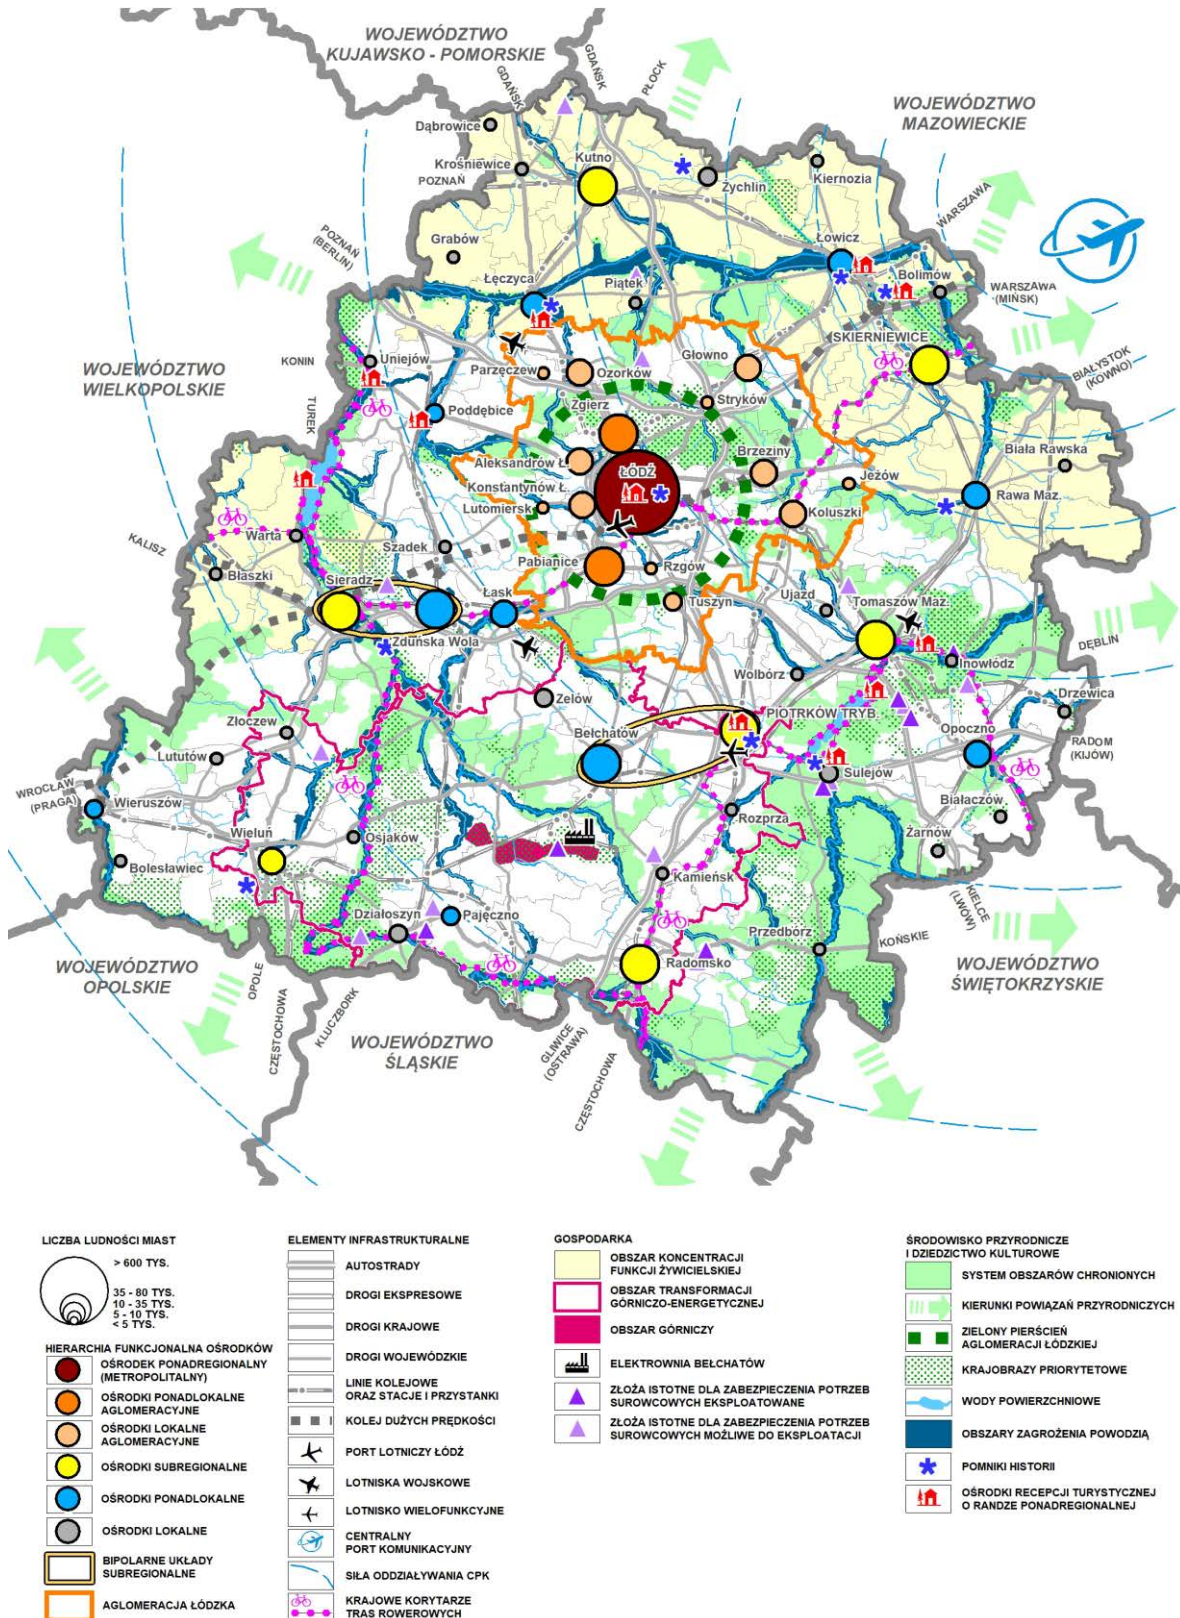 WOJEWÓDZTWO
KUJAWSKO - POMORSKIE
GDAŃSK
GDAŃSK
PŁOCK
WOJEWÓDZTWO
MAZOWIECKIE
Dąbrowice
Krośniewice
POZNAŃ
Kutno
Żychlin
Kiernozia
WARSZAWA
Grabów
POZNAŃ
(BERLIN)
Łęczyca
Piątek
Łowicz
Bolimów
WARSZAWA
(MIŃSK)
SKIERNIEWICE
WOJEWÓDZTWO
WIELKOPOLSKIE
KONIN
Uniejów
Parzęczew
Ozorków
Głowno
BIAŁYSTOK
(KOWNO)
TUREK
Poddębice
Zgierz
Stryków
Aleksandrów Ł.
ŁÓDŹ
Brzeziny
Biała Rawska
Konstantynów Ł.
Jeżów
Rawa Maz.
Lutomiersk
Koluszki
KALISZ
Warta
Szadek
Błaszki
Pabianice
Rzgów
Sieradz
Łask
Tuszyn
Ujazd
Tomaszów Maz.
Zduńska Wola
DĘBLIN
Wolbórz
Inowłódz
Zelów
Drzewica
Złoczew
PIOTRKÓW TRYB.
Bełchatów
Opoczno
RADOM
(KIJÓW)
Lututów
Sulejów
WROCŁAW
(PRAGA)
Wieruszów
Rozprza
Białaczów
Wieluń
Osjaków
Żarnów
Bolesławiec
Kamieńsk
KIELCE
(LWÓW)
Działoszyn
Pajęczno
Przedbórz
KOŃSKIE
Radomsko
WOJEWÓDZTWO
OPOLSKIE
WOJEWÓDZTWO
ŚWIĘTOKRZYSKIE
OPOLE
CZĘSTOCHOWA
KLUCZBORK
WOJEWÓDZTWO
ŚLĄSKIE
GLIWICE
(OSTRAWA)
CZĘSTOCHOWA
LICZBA LUDNOŚCI MIAST
> 600 TYS.
35 - 80 TYS.
10 - 35 TYS.
5 - 10 TYS.
< 5 TYS.
HIERARCHIA FUNKCJONALNA OŚRODKÓW
OŚRODEK PONADREGIONALNY
(METROPOLITALNY)
OŚRODKI PONADLOKALNE
AGLOMERACYJNE
OŚRODKI LOKALNE
AGLOMERACYJNE
OŚRODKI SUBREGIONALNE
OŚRODKI PONADLOKALNE
OŚRODKI LOKALNE
BIPOLARNE UKŁADY
SUBREGIONALNE
AGLOMERACJA ŁÓDZKA
ELEMENTY INFRASTRUKTURALNE
AUTOSTRADY
DROGI EKSPRESOWE
DROGI KRAJOWE
DROGI WOJEWÓDZKIE
LINIE KOLEJOWE
ORAZ STACJE I PRZYSTANKI
KOLEJ DUŻYCH PRĘDKOŚCI
PORT LOTNICZY ŁÓDŹ
LOTNISKA WOJSKOWE
LOTNISKO WIELOFUNKCYJNE
CENTRALNY
PORT KOMUNIKACYJNY
SIŁA ODDZIAŁYWANIA CPK
KRAJOWE KORYTARZE
TRAS ROWEROWYCH
GOSPODARKA
OBSZAR KONCENTRACJI
FUNKCJI ŻYWICIELSKIEJ
OBSZAR TRANSFORMACJI
GÓRNICZO-ENERGETYCZNEJ
OBSZAR GÓRNICZY
ELEKTROWNIA BEŁCHATÓW
ZŁOŻA ISTOTNE DLA ZABEZPIECZENIA POTRZEB
SUROWCOWYCH EKSPLOATOWANE
ZŁOŻA ISTOTNE DLA ZABEZPIECZENIA POTRZEB
SUROWCOWYCH MOŻLIWE DO EKSPLOATACJI
ŚRODOWISKO PRZYRODNICZE
I DZIEDZICTWO KULTUROWE
SYSTEM OBSZARÓW CHRONIONYCH
KIERUNKI POWIĄZAŃ PRZYRODNICZYCH
ZIELONY PIERŚCIEŃ
AGLOMERACJI ŁÓDZKIEJ
KRAJOBRAZY PRIORYTETOWE
WODY POWIERZCHNIOWE
OBSZARY ZAGROŻENIA POWODZIĄ
POMNIKI HISTORII
OŚRODKI RECEPCJI TURYSTYCZNEJ
O RANDZE PONADREGIONALNEJ